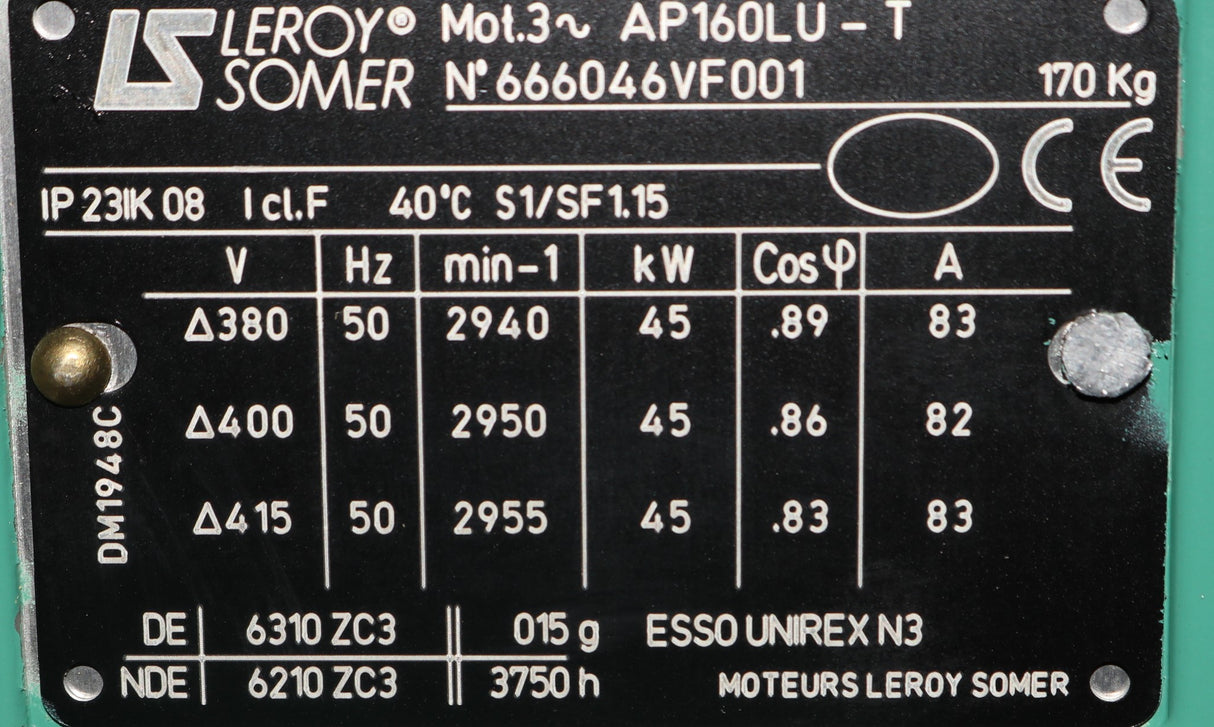 LS LEROY® Mot.3~ AP160LU - T
SOMER N° 666046VF001 170 Kg
CE
IP 23IK 08 I cl.F 40°C S1/SF1.15
V Hz min-1 kW Cosφ A
Δ380 50 2940 45 .89 83
Δ400 50 2950 45 .86 82
Δ415 50 2955 45 .83 83
DM1948C
DE 6310 ZC3 015 g ESSO UNIREX N3
NDE 6210 ZC3 3750 h MOTEURS LEROY SOMER